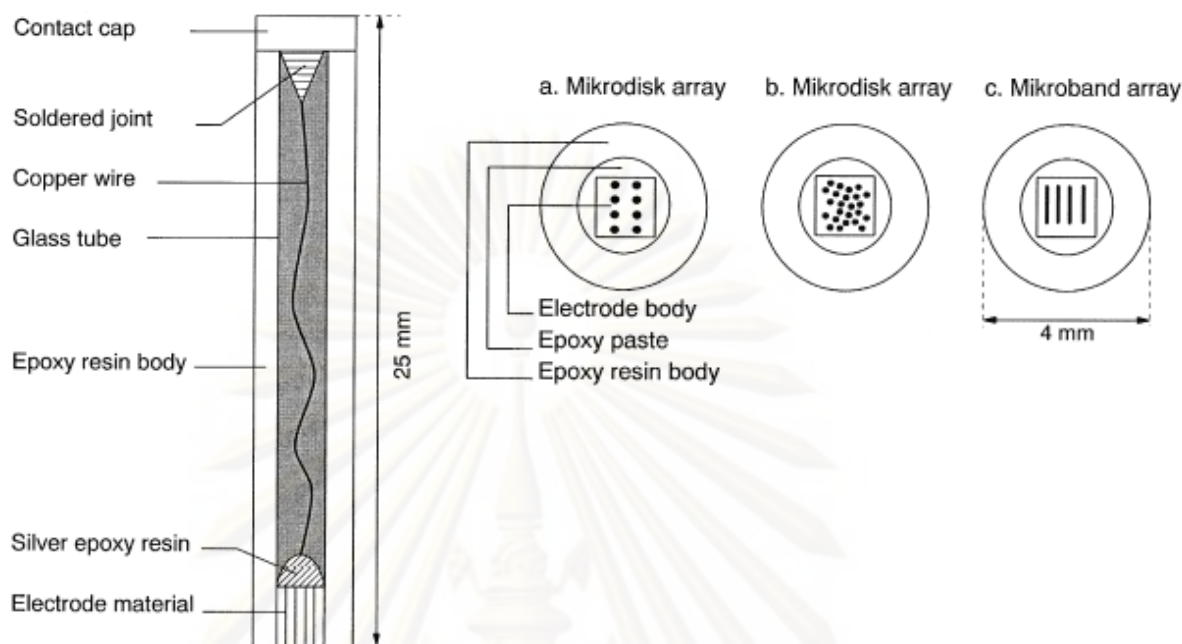 Contact cap
Soldered joint
Copper wire
Glass tube
Epoxy resin body
Silver epoxy resin
Electrode material
25 mm
a. Mikrodisk array
b. Mikrodisk array
c. Mikroband array
Electrode body
Epoxy paste
Epoxy resin body
4 mm